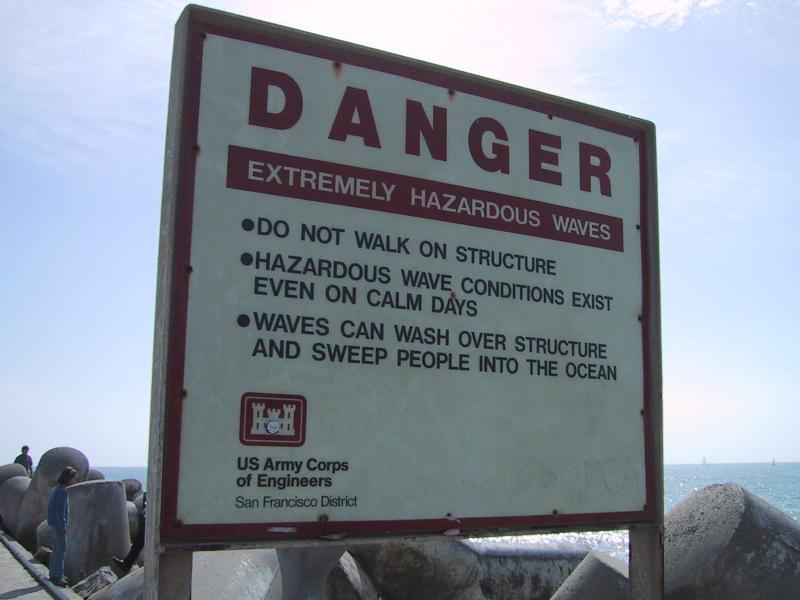 DANGER
EXTREMELY HAZARDOUS WAVES
●DO NOT WALK ON STRUCTURE
●HAZARDOUS WAVE CONDITIONS EXIST
EVEN ON CALM DAYS
●WAVES CAN WASH OVER STRUCTURE
AND SWEEP PEOPLE INTO THE OCEAN
US Army Corps
of Engineers
San Francisco District